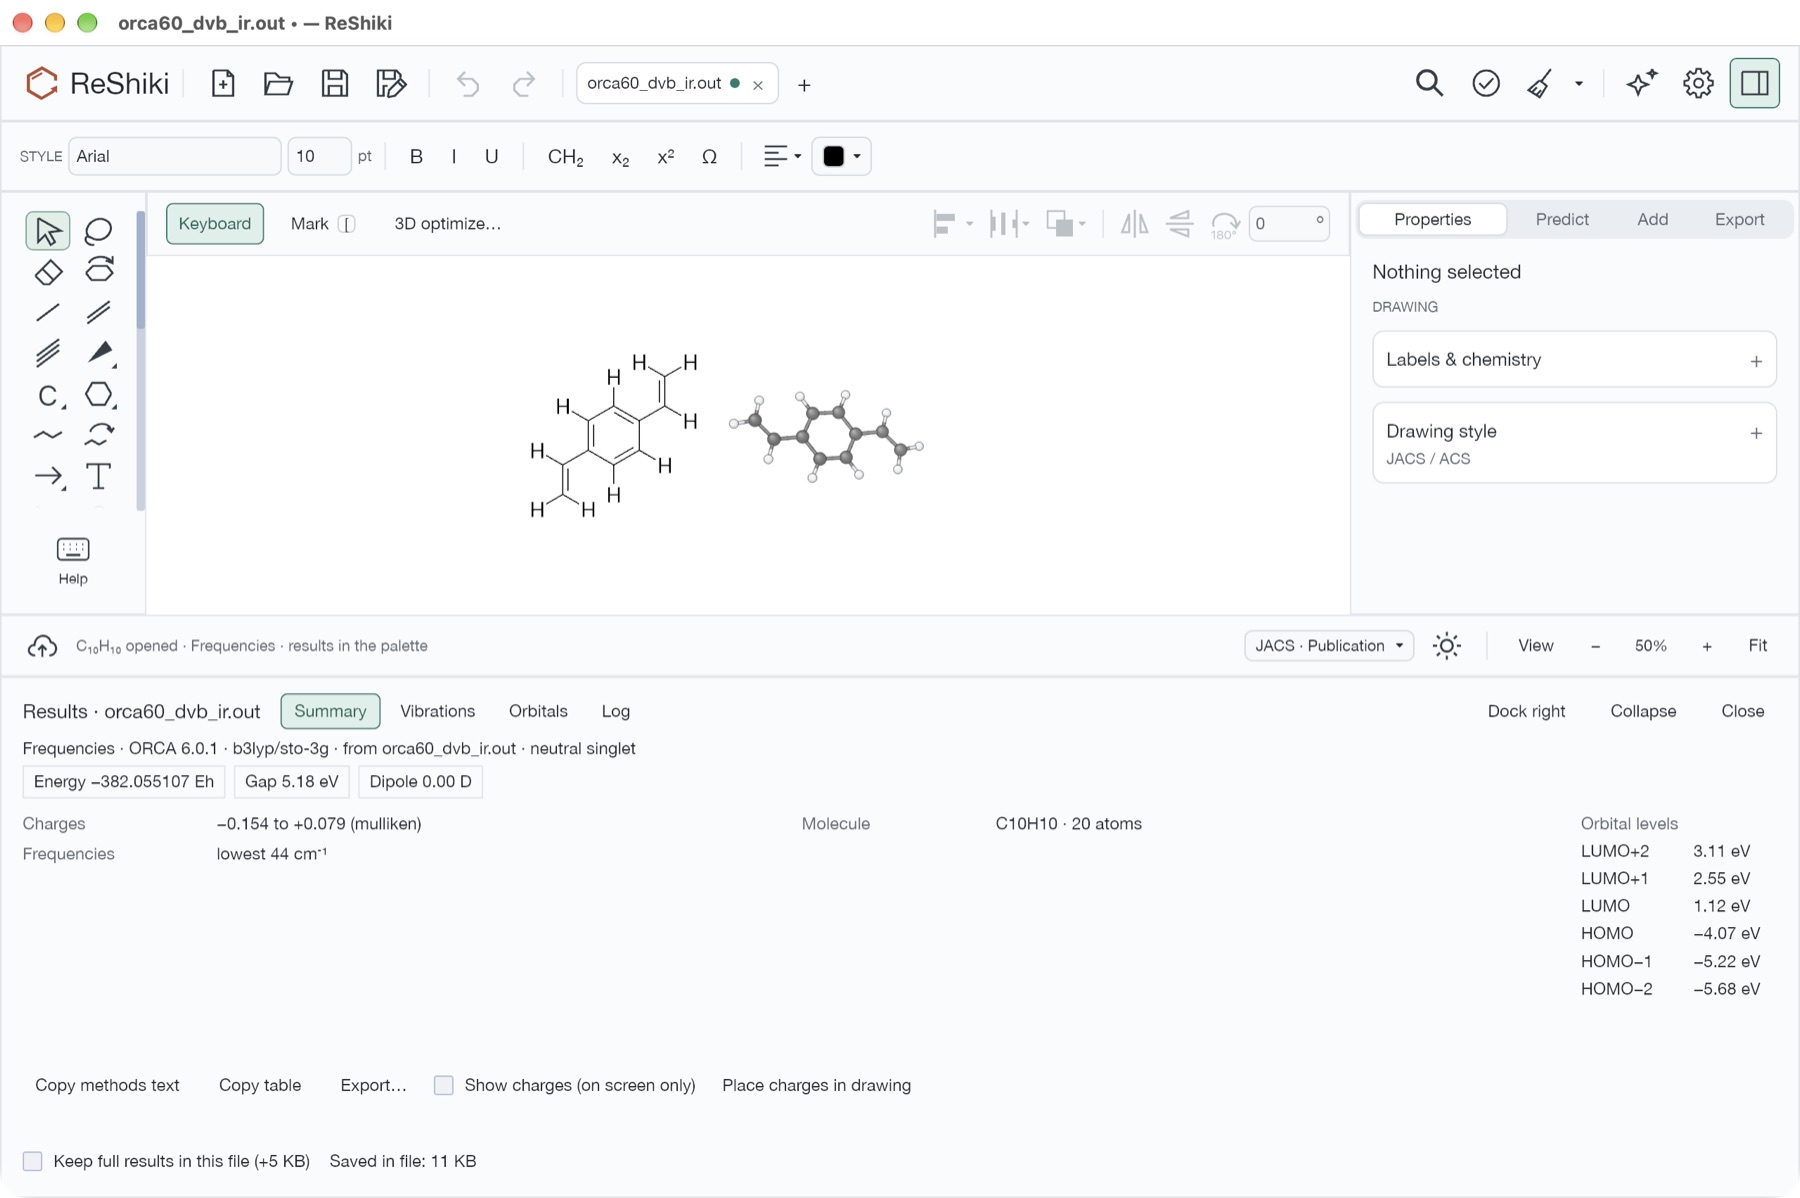 orca60_dvb_ir.out • — ReShiki
ReShiki
orca60_dvb_ir.out ● × +
STYLE Arial 10 pt B I U CH₂ x₂ x² Ω
Keyboard Mark [ 3D optimize... 180° 0 °
Properties Predict Add Export
Nothing selected
DRAWING
Labels & chemistry +
Drawing style +
JACS / ACS
C
T
Help
H H
H
H
H
H
H
H
H H
C₁₀H₁₀ opened · Frequencies · results in the palette
JACS · Publication View − 50% + Fit
Results · orca60_dvb_ir.out Summary Vibrations Orbitals Log Dock right Collapse Close
Frequencies · ORCA 6.0.1 · b3lyp/sto-3g · from orca60_dvb_ir.out · neutral singlet
Energy −382.055107 Eh Gap 5.18 eV Dipole 0.00 D
Charges −0.154 to +0.079 (mulliken)
Frequencies lowest 44 cm⁻¹
Molecule C10H10 · 20 atoms
Orbital levels
LUMO+2 3.11 eV
LUMO+1 2.55 eV
LUMO 1.12 eV
HOMO −4.07 eV
HOMO−1 −5.22 eV
HOMO−2 −5.68 eV
Copy methods text Copy table Export... Show charges (on screen only) Place charges in drawing
Keep full results in this file (+5 KB) Saved in file: 11 KB